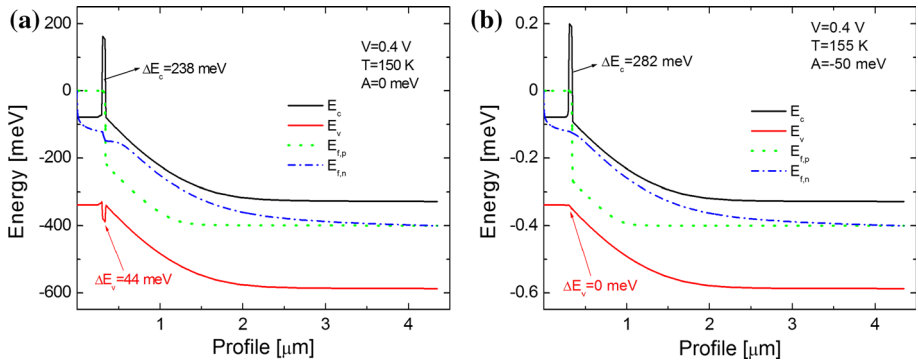 (a)
200
0
-200
-400
-600
Energy [meV]
0
1
2
3
4
Profile [μm]
ΔE_c=238 meV
V=0.4 V
T=150 K
A=0 meV
E_c
E_v
E_f,p
E_f,n
ΔE_v=44 meV
(b)
0.2
0.0
-0.2
-0.4
-0.6
Energy [meV]
0
1
2
3
4
Profile [μm]
ΔE_c=282 meV
V=0.4 V
T=155 K
A=-50 meV
E_c
E_v
E_f,p
E_f,n
ΔE_v=0 meV